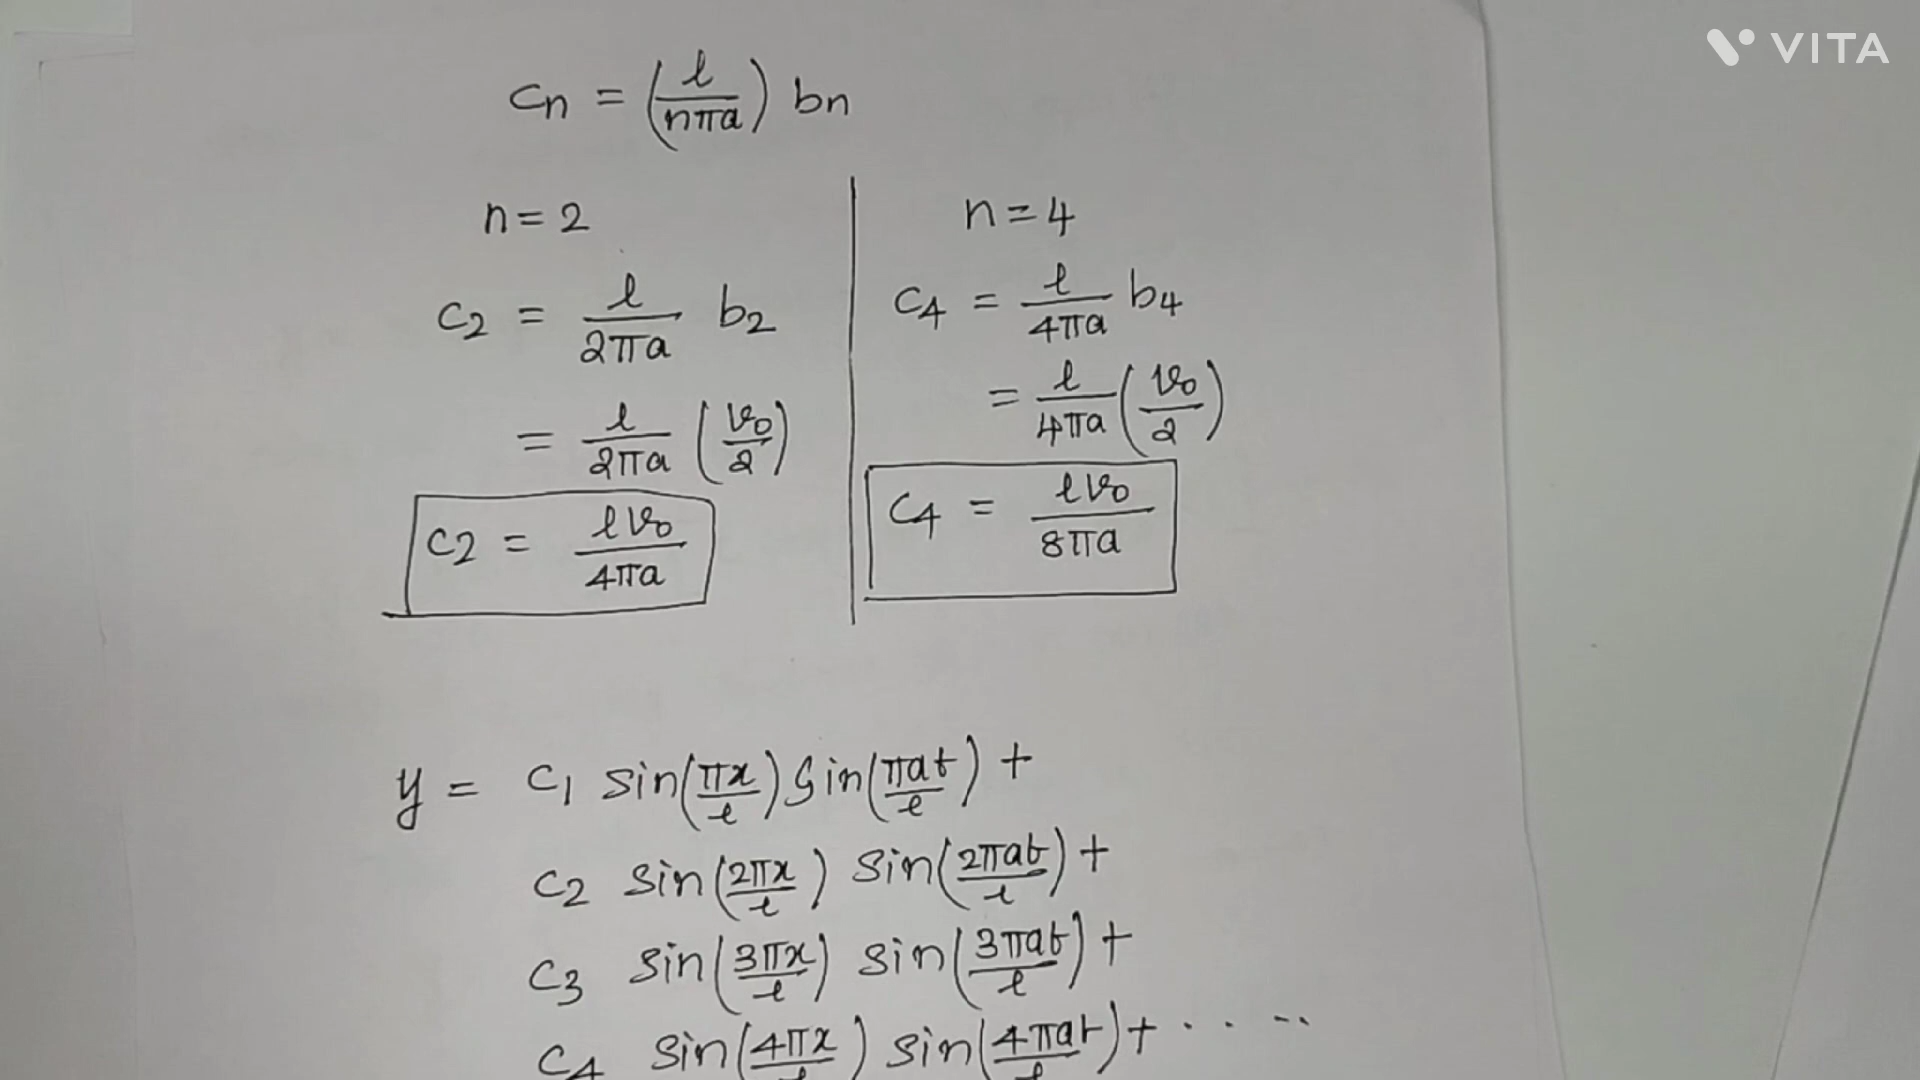 VITA
Cn = (l/nπa) bn
n = 2
C2 = l/2πa b2
= l/2πa (v0/2)
C2 = lv0/4πa
n = 4
C4 = l/4πa b4
= l/4πa (v0/2)
C4 = lv0/8πa
y = C1 sin(πx/l) sin(πat/l) +
C2 sin(2πx/l) sin(2πat/l) +
C3 sin(3πx/l) sin(3πat/l) +
C4 sin(4πx/l) sin(4πat/l) + .....